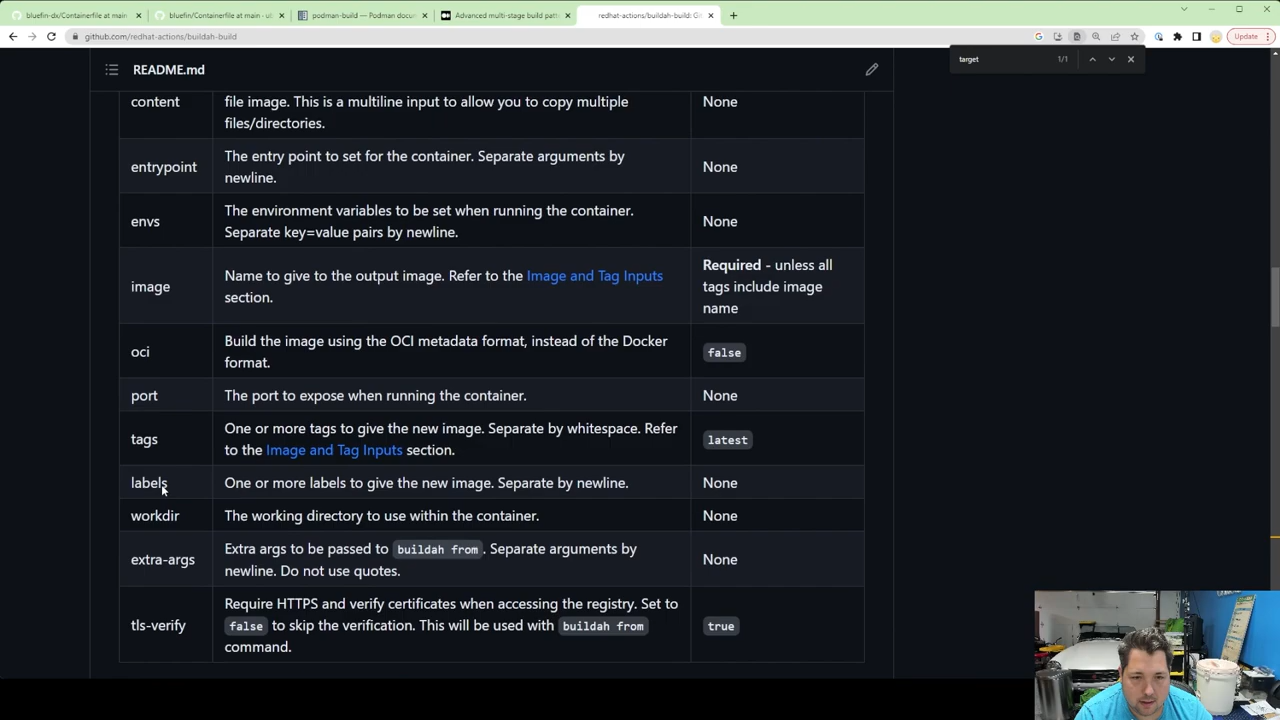 bluefin-dx/Containerfile at main
bluefin/Containerfile at main · ub
podman-build — Podman docum
Advanced multi-stage build patt
redhat-actions/buildah-build: Git
github.com/redhat-actions/buildah-build
Update
target
1/1
README.md
content
file image. This is a multiline input to allow you to copy multiple
files/directories.
None
entrypoint
The entry point to set for the container. Separate arguments by
newline.
None
envs
The environment variables to be set when running the container.
Separate key=value pairs by newline.
None
image
Name to give to the output image. Refer to the Image and Tag Inputs
section.
Required - unless all
tags include image
name
oci
Build the image using the OCI metadata format, instead of the Docker
format.
false
port
The port to expose when running the container.
None
tags
One or more tags to give the new image. Separate by whitespace. Refer
to the Image and Tag Inputs section.
latest
labels
One or more labels to give the new image. Separate by newline.
None
workdir
The working directory to use within the container.
None
extra-args
Extra args to be passed to buildah from. Separate arguments by
newline. Do not use quotes.
None
tls-verify
Require HTTPS and verify certificates when accessing the registry. Set to
false to skip the verification. This will be used with buildah from
command.
true